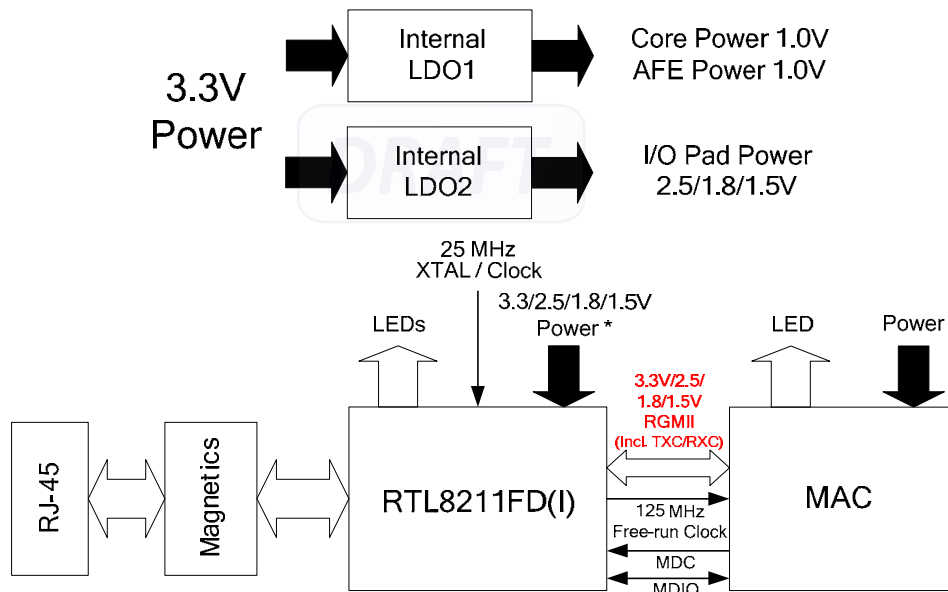 3.3V
Power
Internal
LDO1
Core Power 1.0V
AFE Power 1.0V
DRAFT
Internal
LDO2
I/O Pad Power
2.5/1.8/1.5V
25 MHz
XTAL / Clock
3.3/2.5/1.8/1.5V
Power *
LEDs
LED
Power
3.3V/2.5/
1.8/1.5V
RGMII
(Incl. TXC/RXC)
RJ-45
Magnetics
RTL8211FD(I)
MAC
125 MHz
Free-run Clock
MDC
MDIO